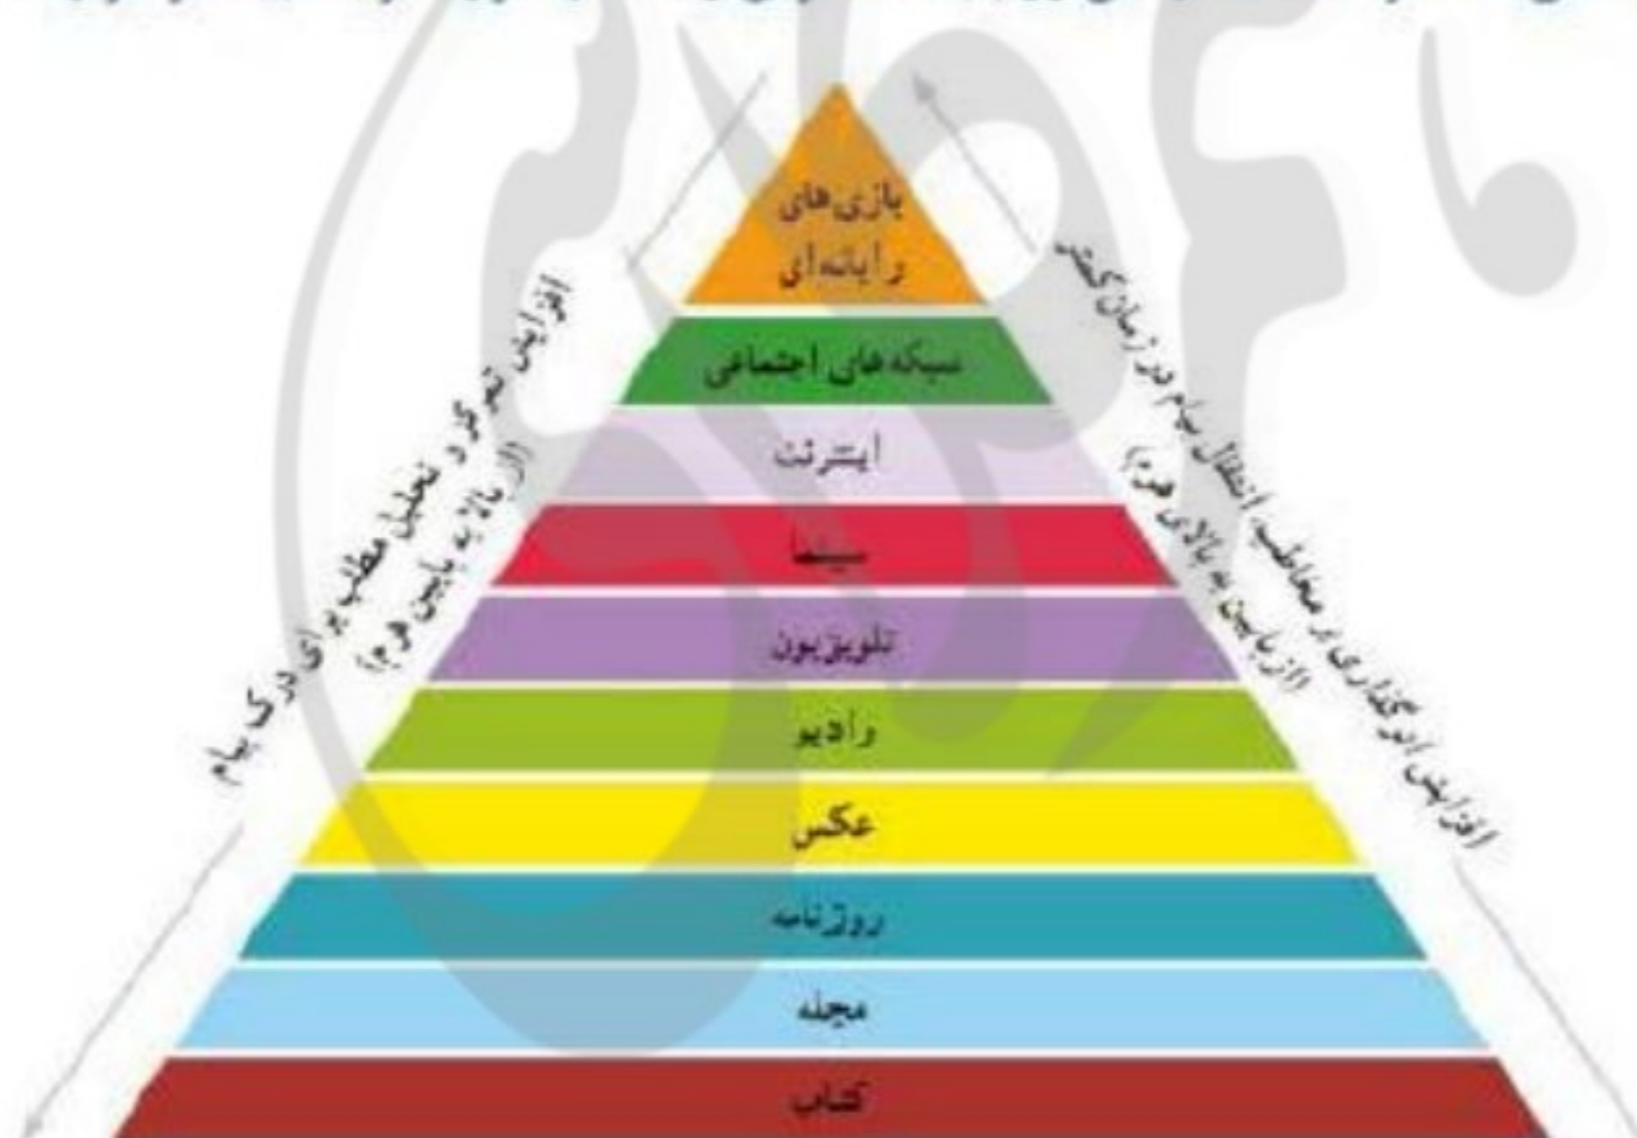 بازی‌های
رایانه‌ای
شبکه‌های اجتماعی
اینترنت
سینما
تلویزیون
رادیو
عکس
روزنامه
مجله
کتاب
افزایش تمرکز و تحلیل مطلب برای درک پیام
(از بالا به پایین هرم)
افزایش اثرگذاری بر مخاطب، انتقال پیام در زمان کمتر
(از پایین به بالای هرم)